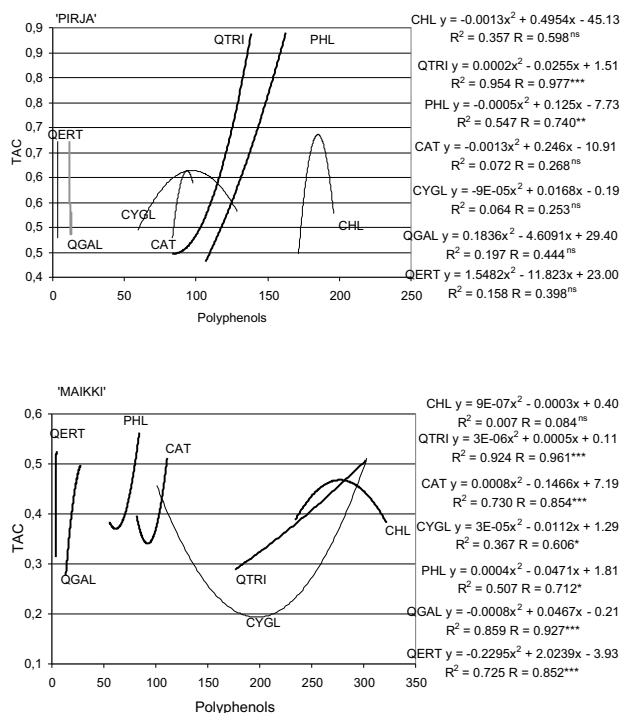 'PIRJA'
0,9
0,9
0,8
0,8
0,7
0,7
0,6
0,6
0,5
0,5
0,4
TAC
0
50
100
150
200
250
Polyphenols
QERT
QGAL
CYGL
CAT
QTRI
PHL
CHL
CHL y = -0.0013x² + 0.4954x - 45.13
R² = 0.357 R = 0.598ⁿˢ
QTRI y = 0.0002x² - 0.0255x + 1.51
R² = 0.954 R = 0.977***
PHL y = -0.0005x² + 0.125x - 7.73
R² = 0.547 R = 0.740**
CAT y = -0.0013x² + 0.246x - 10.91
R² = 0.072 R = 0.268ⁿˢ
CYGL y = -9E-05x² + 0.0168x - 0.19
R² = 0.064 R = 0.253ⁿˢ
QGAL y = 0.1836x² - 4.6091x + 29.40
R² = 0.197 R = 0.444ⁿˢ
QERT y = 1.5482x² - 11.823x + 23.00
R² = 0.158 R = 0.398ⁿˢ
'MAIKKI'
0,6
0,5
0,4
0,3
0,2
0,1
TAC
0
50
100
150
200
250
300
350
Polyphenols
QERT
QGAL
PHL
CAT
QTRI
CYGL
CHL
CHL y = 9E-07x² - 0.0003x + 0.40
R² = 0.007 R = 0.084ⁿˢ
QTRI y = 3E-06x² + 0.0005x + 0.11
R² = 0.924 R = 0.961***
CAT y = 0.0008x² - 0.1466x + 7.19
R² = 0.730 R = 0.854***
CYGL y = 3E-05x² - 0.0112x + 1.29
R² = 0.367 R = 0.606*
PHL y = 0.0004x² - 0.0471x + 1.81
R² = 0.507 R = 0.712*
QGAL y = -0.0008x² + 0.0467x - 0.21
R² = 0.859 R = 0.927***
QERT y = -0.2295x² + 2.0239x - 3.93
R² = 0.725 R = 0.852***